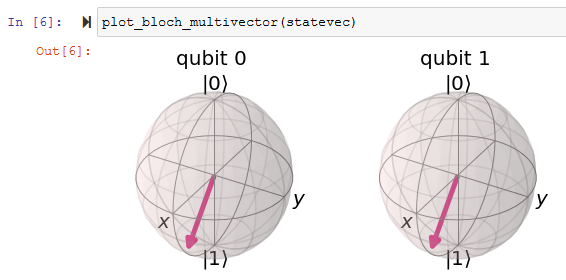 In [6]: plot_bloch_multivector(statevec)
Out[6]:
qubit 0 qubit 1
|0⟩ |0⟩
x y x y
|1⟩ |1⟩